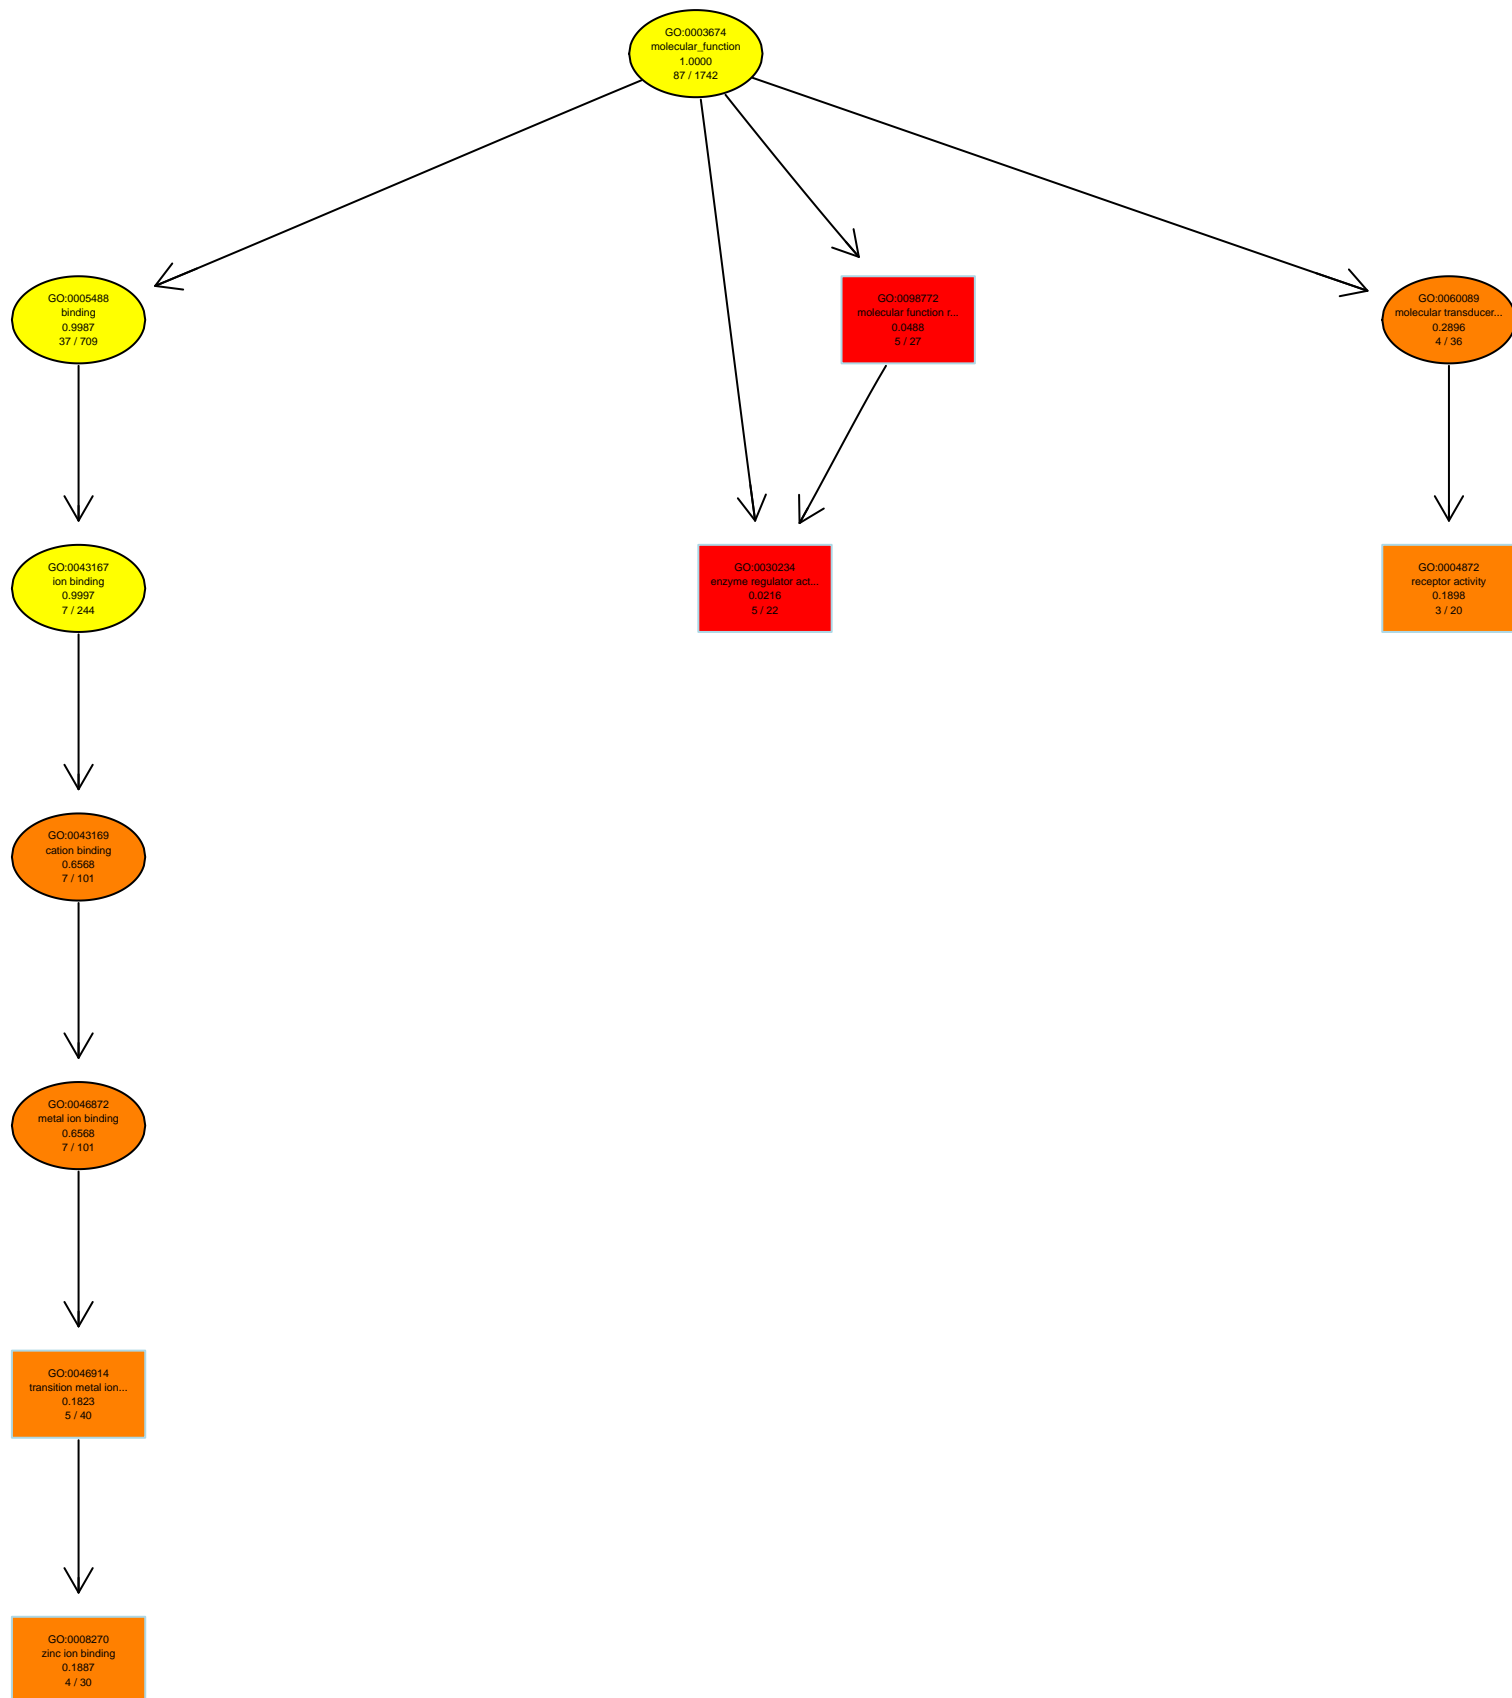 GO:0003674
molecular_function
1.0000
87 / 1742
GO:0005488
binding
0.9987
37 / 709
GO:0098772
molecular function r...
0.0488
5 / 27
GO:0060089
molecular transducer...
0.2896
4 / 36
GO:0043167
ion binding
0.9997
7 / 244
GO:0030234
enzyme regulator act...
0.0216
5 / 22
GO:0004872
receptor activity
0.1898
3 / 20
GO:0043169
cation binding
0.6568
7 / 101
GO:0046872
metal ion binding
0.6568
7 / 101
GO:0046914
transition metal ion...
0.1823
5 / 40
GO:0008270
zinc ion binding
0.1887
4 / 30